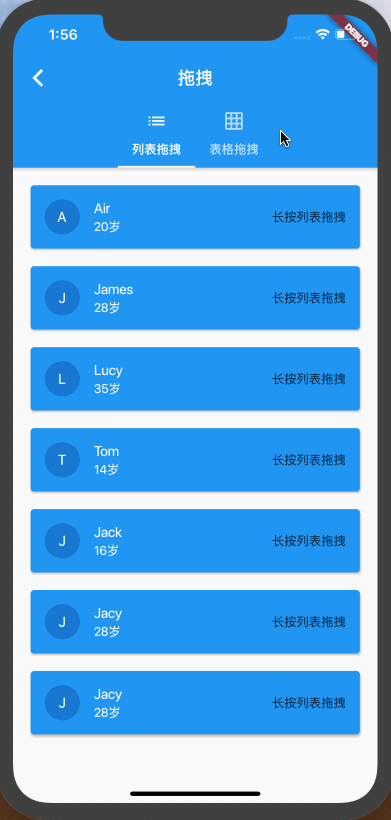 1:56
DEBUG
拖拽
列表拖拽 表格拖拽
A Air 长按列表拖拽
20岁
J James 长按列表拖拽
28岁
L Lucy 长按列表拖拽
35岁
T Tom 长按列表拖拽
14岁
J Jack 长按列表拖拽
16岁
J Jacy 长按列表拖拽
28岁
J Jacy 长按列表拖拽
28岁